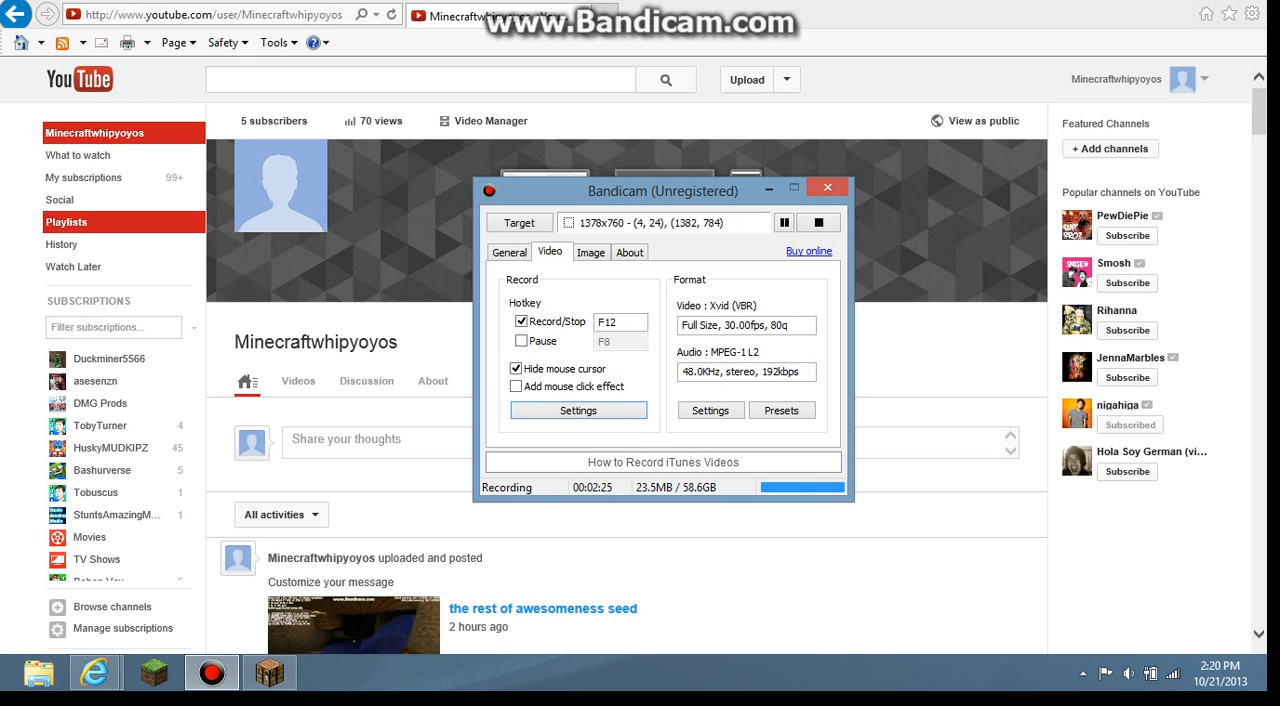 http://www.youtube.com/user/Minecraftwhipyoyos
www.Bandicam.com
Page
Safety
Tools
YouTube
Upload
Minecraftwhipyoyos
5 subscribers
70 views
Video Manager
View as public
Minecraftwhipyoyos
What to watch
My subscriptions 99+
Social
Playlists
History
Watch Later
SUBSCRIPTIONS
Filter subscriptions...
Duckminer5566
asesenzn
DMG Prods
TobyTurner 4
HuskyMUDKIPZ 45
Bashurverse 5
Tobuscus 1
StuntsAmazingM... 1
Movies
TV Shows
Browse channels
Manage subscriptions
Minecraftwhipyoyos
Videos
Discussion
About
Share your thoughts
All activities
Minecraftwhipyoyos uploaded and posted
Customize your message
the rest of awesomeness seed
2 hours ago
Bandicam (Unregistered)
Target
1378x760 - (4, 24), (1382, 784)
General
Video
Image
About
Buy online
Record
Hotkey
Record/Stop F12
Pause F8
Hide mouse cursor
Add mouse click effect
Settings
Format
Video : Xvid (VBR)
Full Size, 30.00fps, 80q
Audio : MPEG-1 L2
48.0KHz, stereo, 192kbps
Settings
Presets
How to Record iTunes Videos
Recording
00:02:25
23.5MB / 58.6GB
Featured Channels
+ Add channels
Popular channels on YouTube
PewDiePie
Subscribe
Smosh
Subscribe
Rihanna
Subscribe
JennaMarbles
Subscribe
nigahiga
Subscribed
Hola Soy German (vi...
Subscribe
2:20 PM
10/21/2013